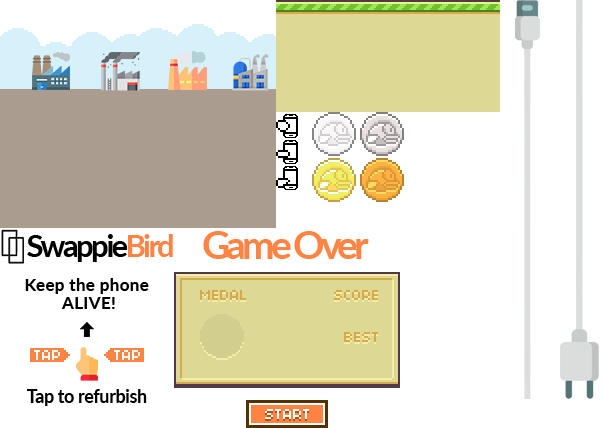 SwappieBird
Game Over
Keep the phone
ALIVE!
TAP TAP
Tap to refurbish
MEDAL SCORE
BEST
START